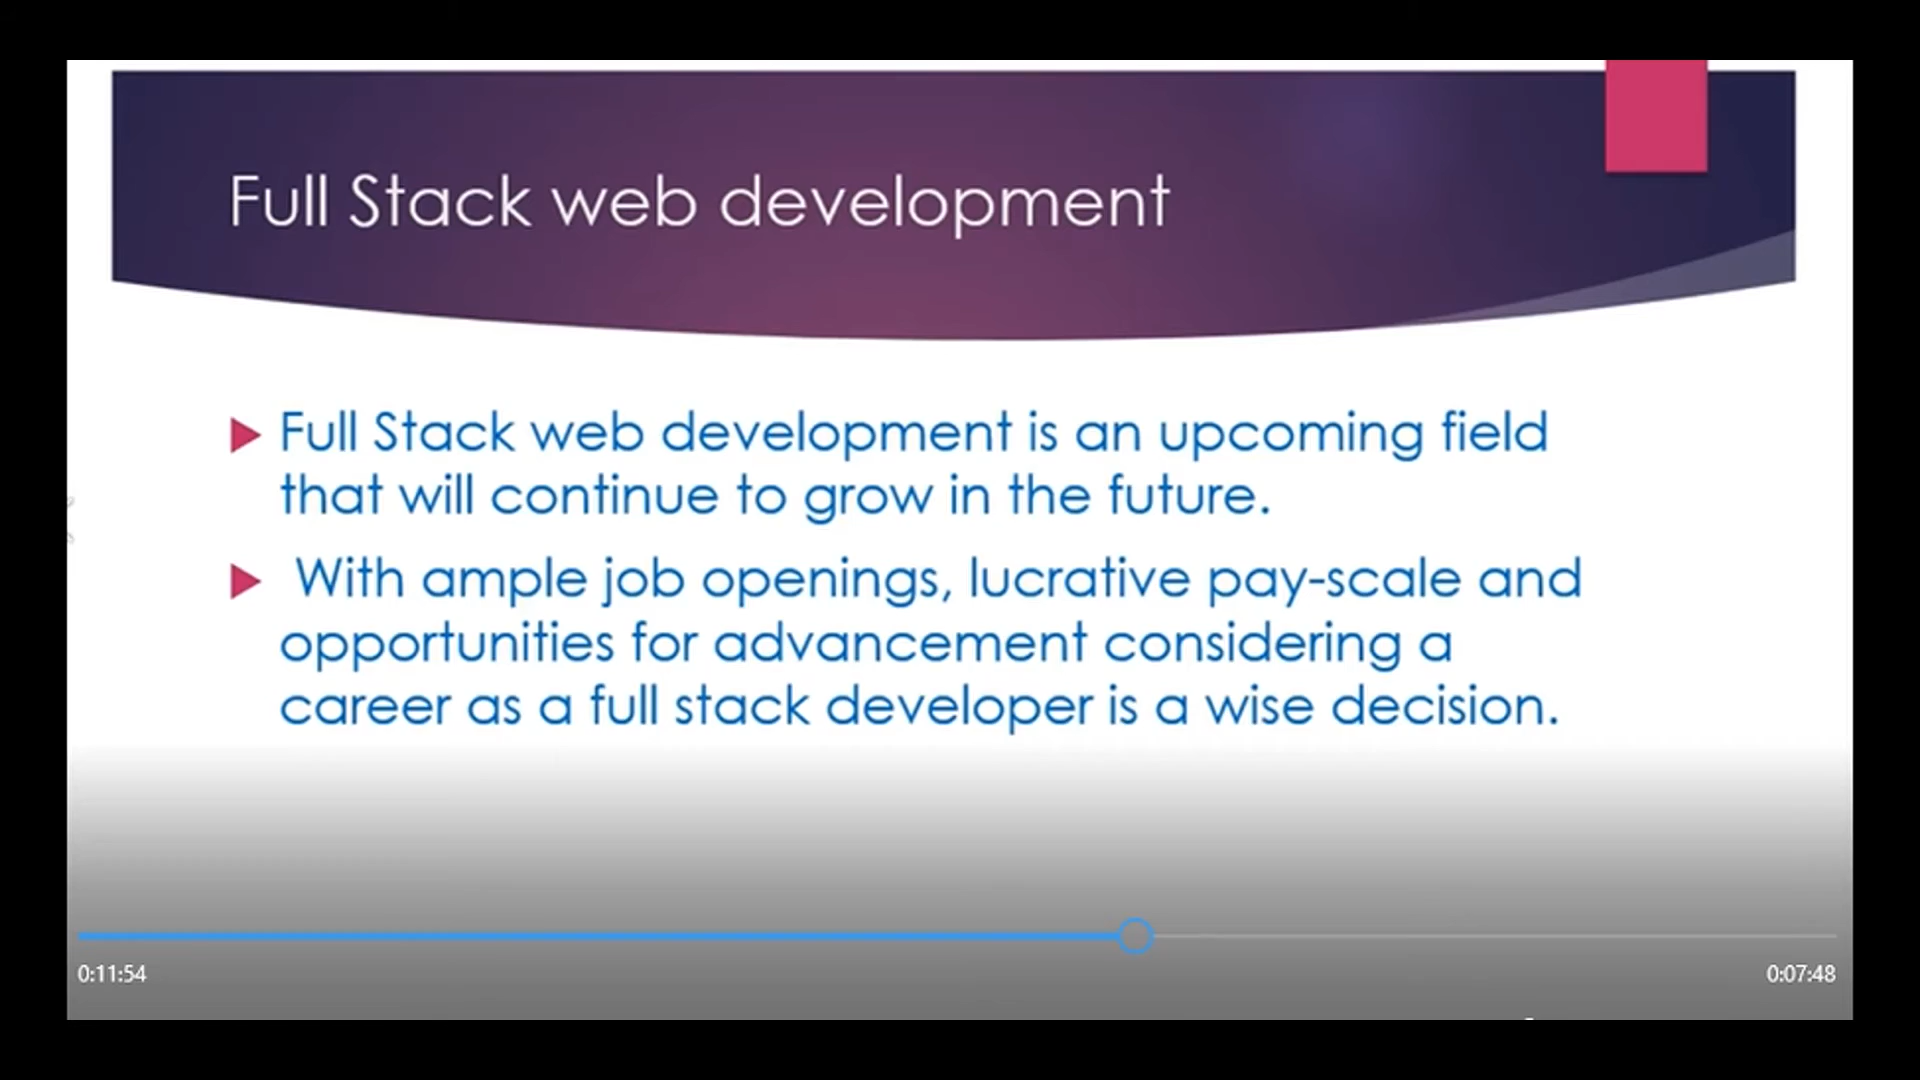 Full Stack web development
Full Stack web development is an upcoming field
that will continue to grow in the future.
With ample job openings, lucrative pay-scale and
opportunities for advancement considering a
career as a full stack developer is a wise decision.
0:11:54
0:07:48